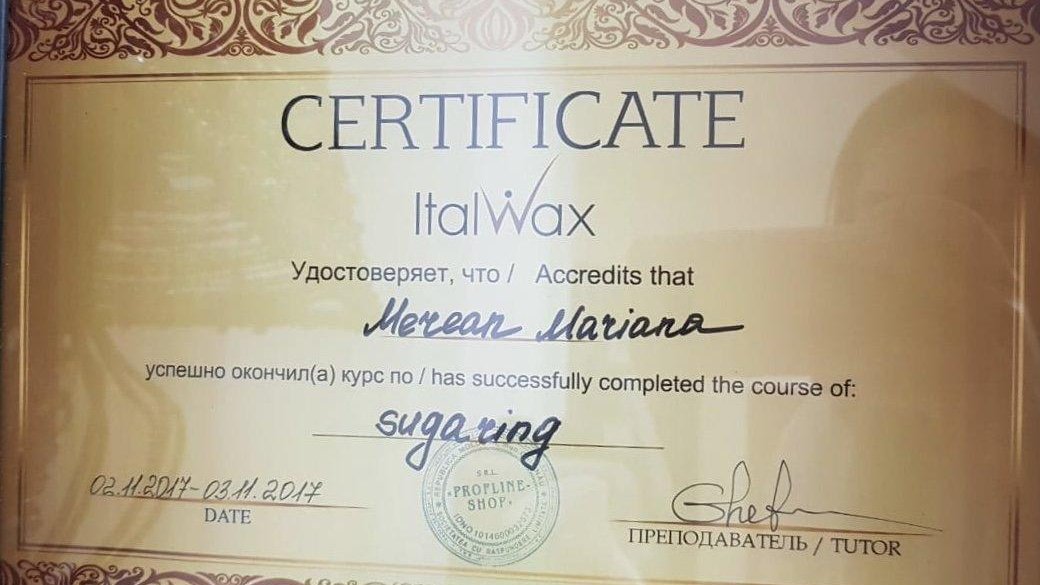 CERTIFICATE
ItalWax
Удостоверяет, что / Accredits that
Merean Mariana
успешно окончил(а) курс по / has successfully completed the course of:
sugaring
02.11.2017-03.11.2017
DATE
S.R.L.
PROFLINE-
SHOP
ПРЕПОДАВАТЕЛЬ / TUTOR